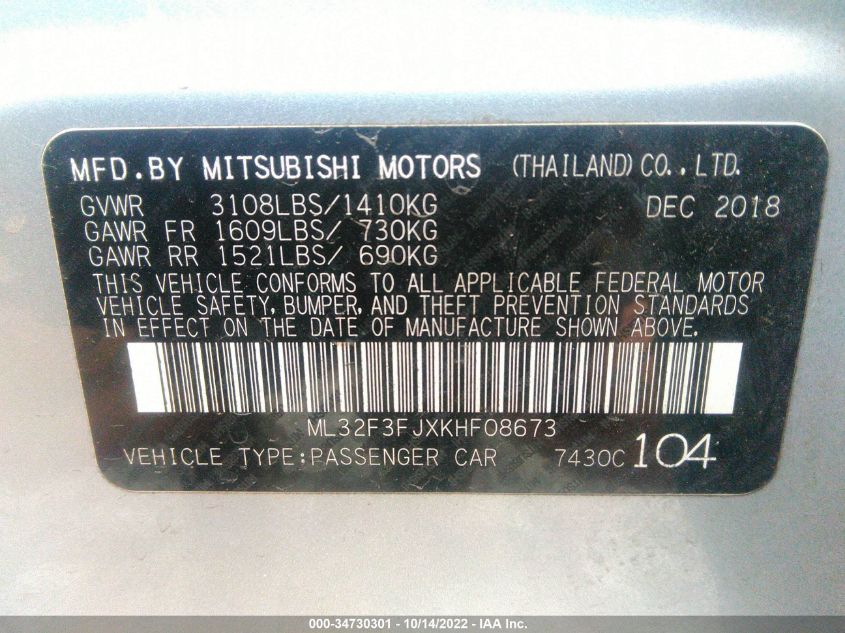 MFD.BY MITSUBISHI MOTORS (THAILAND) CO.,LTD.
GVWR 3108LBS/1410KG DEC 2018
GAWR FR 1609LBS/ 730KG
GAWR RR 1521LBS/ 690KG
THIS VEHICLE CONFORMS TO ALL APPLICABLE FEDERAL MOTOR
VEHICLE SAFETY, BUMPER, AND THEFT PREVENTION STANDARDS
IN EFFECT ON THE DATE OF MANUFACTURE SHOWN ABOVE.
ML32F3FJXKHF08673
VEHICLE TYPE:PASSENGER CAR 7430C 104
000-34730301 - 10/14/2022 - IAA Inc.